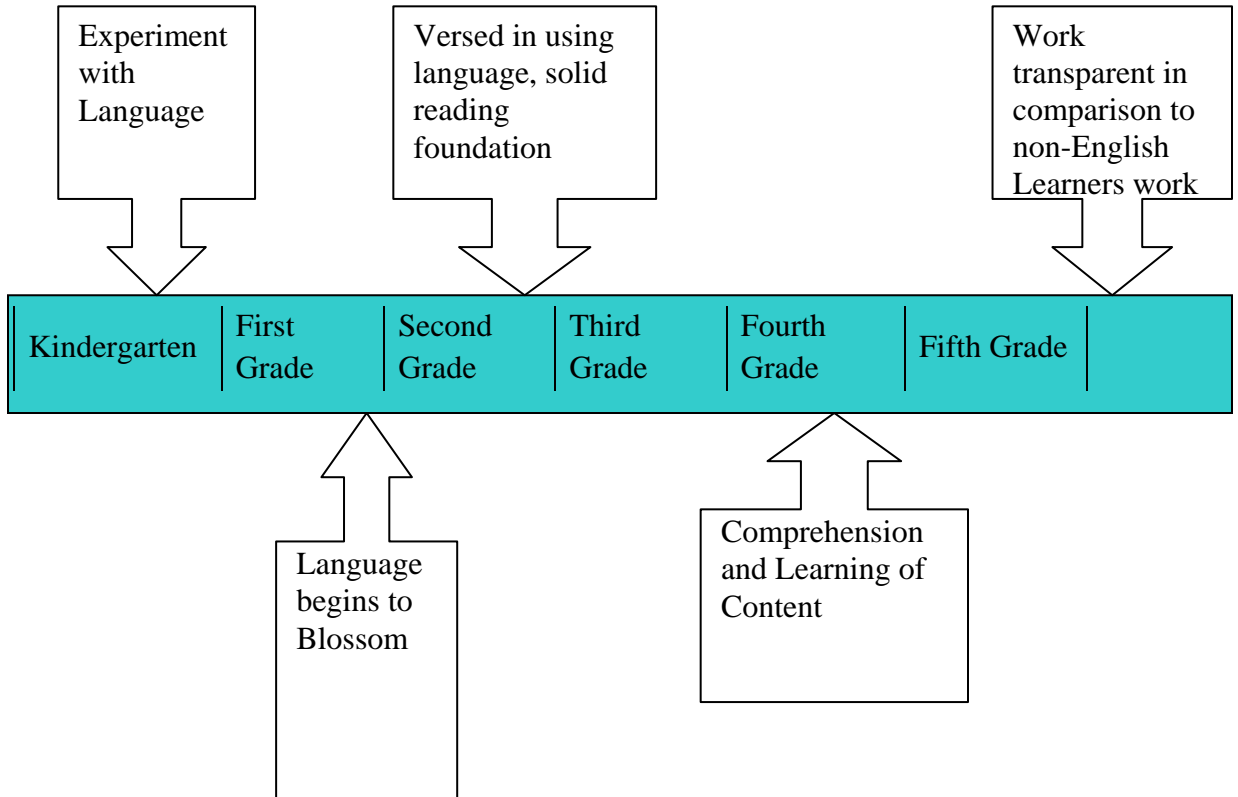 Experiment
with
Language
Versed in using
language, solid
reading
foundation
Work
transparent in
comparison to
non-English
Learners work
Kindergarten
First
Grade
Second
Grade
Third
Grade
Fourth
Grade
Fifth Grade
Language
begins to
Blossom
Comprehension
and Learning of
Content